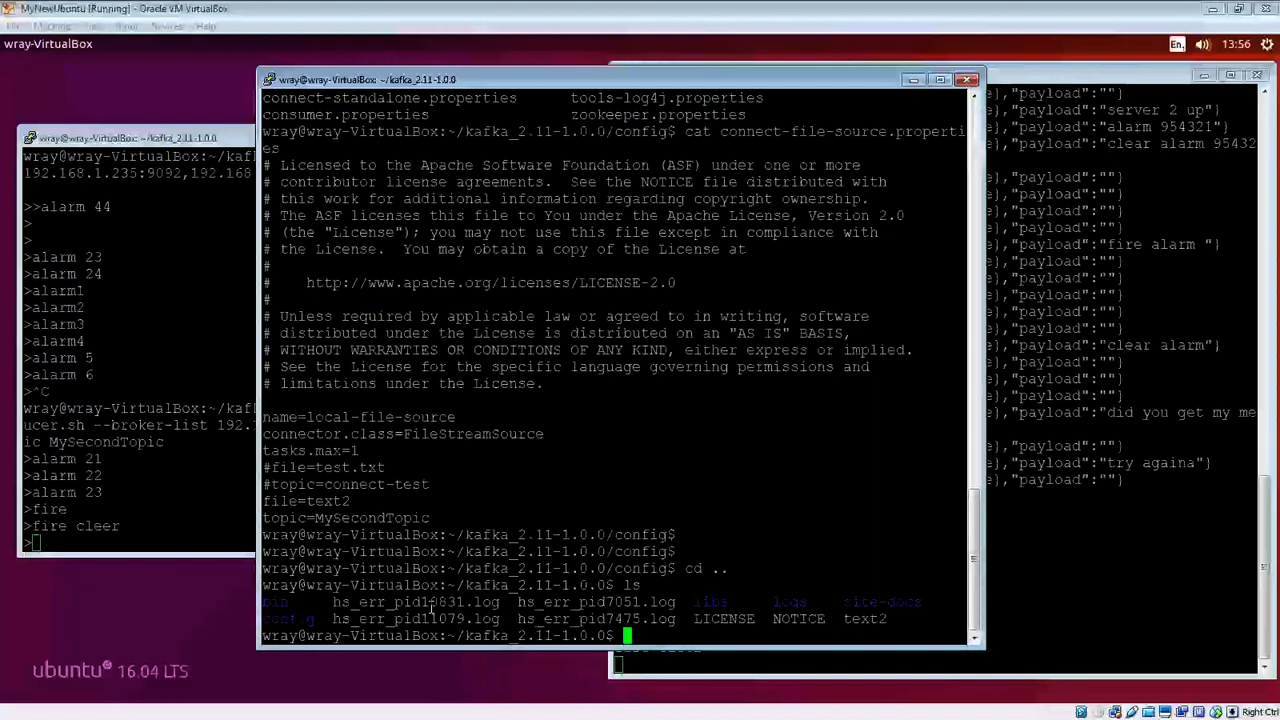 MyNewUbuntu [Running] - Oracle VM VirtualBox
wray-VirtualBox
En
13:56
wray@wray-VirtualBox: ~/kafka_2.11-1.0.0
wray@wray-VirtualBox:~/kaf
192.168.1.235:9092,192.168
>>alarm 44
>
>
>alarm 23
>alarm 24
>alarm1
>alarm2
>alarm3
>alarm4
>alarm 5
>alarm 6
>^C
wray@wray-VirtualBox:~/kaf
ucer.sh --broker-list 192.
ic MySecondTopic
>alarm 21
>alarm 22
>alarm 23
>fire
>fire cleer
>
wray@wray-VirtualBox: ~/kafka_2.11-1.0.0
connect-standalone.properties tools-log4j.properties
consumer.properties zookeeper.properties
wray@wray-VirtualBox:~/kafka_2.11-1.0.0/config$ cat connect-file-source.properti
es
# Licensed to the Apache Software Foundation (ASF) under one or more
# contributor license agreements. See the NOTICE file distributed with
# this work for additional information regarding copyright ownership.
# The ASF licenses this file to You under the Apache License, Version 2.0
# (the "License"); you may not use this file except in compliance with
# the License. You may obtain a copy of the License at
#
# http://www.apache.org/licenses/LICENSE-2.0
#
# Unless required by applicable law or agreed to in writing, software
# distributed under the License is distributed on an "AS IS" BASIS,
# WITHOUT WARRANTIES OR CONDITIONS OF ANY KIND, either express or implied.
# See the License for the specific language governing permissions and
# limitations under the License.
name=local-file-source
connector.class=FileStreamSource
tasks.max=1
#file=test.txt
#topic=connect-test
file=text2
topic=MySecondTopic
wray@wray-VirtualBox:~/kafka_2.11-1.0.0/config$
wray@wray-VirtualBox:~/kafka_2.11-1.0.0/config$
wray@wray-VirtualBox:~/kafka_2.11-1.0.0/config$ cd ..
wray@wray-VirtualBox:~/kafka_2.11-1.0.0$ ls
bin hs_err_pid10831.log hs_err_pid7051.log libs logs site-docs
config hs_err_pid11079.log hs_err_pid7475.log LICENSE NOTICE text2
wray@wray-VirtualBox:~/kafka_2.11-1.0.0$
e},"payload":""}
e},"payload":"server 2 up"}
e},"payload":"alarm 954321"}
e},"payload":"clear alarm 95432
e},"payload":""}
e},"payload":""}
e},"payload":""}
e},"payload":""}
e},"payload":"fire alarm "}
e},"payload":""}
e},"payload":""}
e},"payload":""}
e},"payload":""}
e},"payload":""}
e},"payload":"clear alarm"}
e},"payload":""}
e},"payload":""}
e},"payload":""}
e},"payload":"did you get my me
e},"payload":""}
e},"payload":"try againa"}
e},"payload":""}
ubuntu 16.04 LTS
Right Ctrl